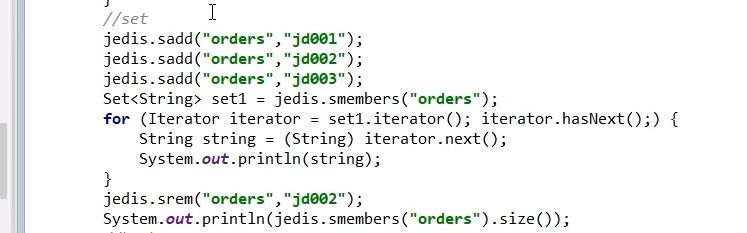 }
//set
jedis.sadd("orders","jd001");
jedis.sadd("orders","jd002");
jedis.sadd("orders","jd003");
Set<String> set1 = jedis.smembers("orders");
for (Iterator iterator = set1.iterator(); iterator.hasNext();) {
String string = (String) iterator.next();
System.out.println(string);
}
jedis.srem("orders","jd002");
System.out.println(jedis.smembers("orders").size());